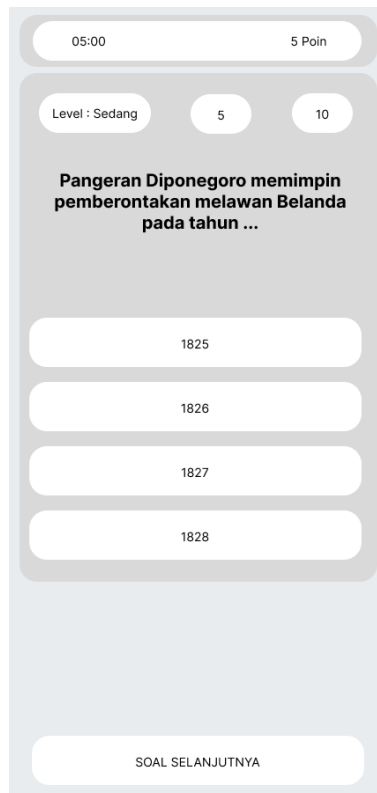 05:00 5 Poin
Level : Sedang 5 10
Pangeran Diponegoro memimpin
pemberontakan melawan Belanda
pada tahun ...
1825
1826
1827
1828
SOAL SELANJUTNYA